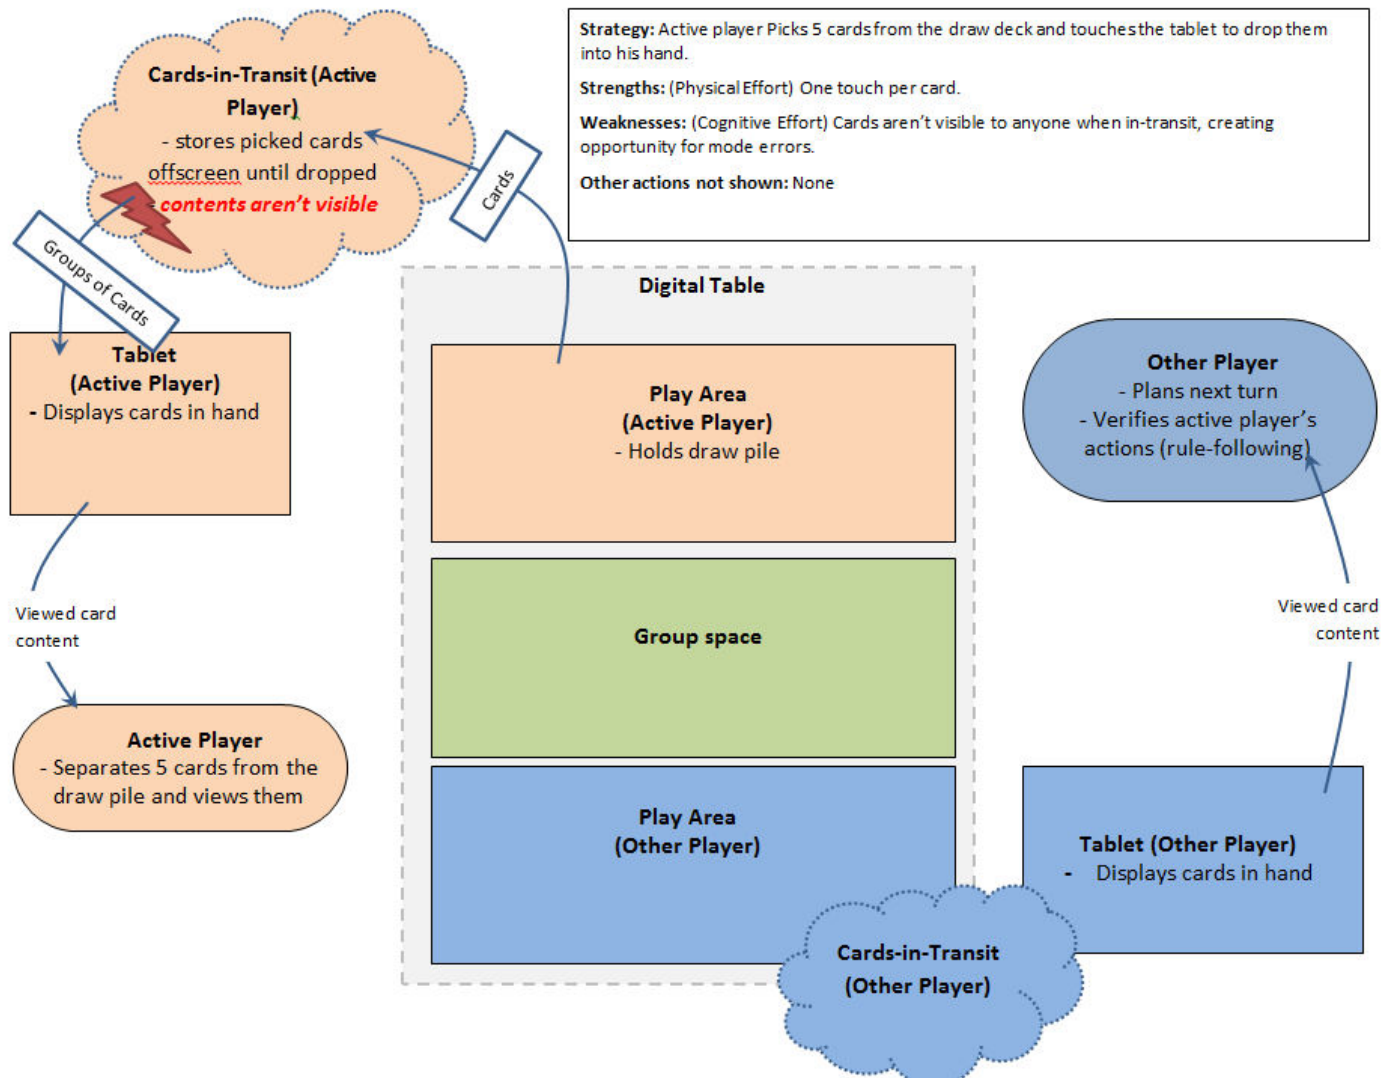 Strategy: Active player Picks 5 cards from the draw deck and touches the tablet to drop them
into his hand.
Strengths: (Physical Effort) One touch per card.
Weaknesses: (Cognitive Effort) Cards aren't visible to anyone when in-transit, creating
opportunity for mode errors.
Other actions not shown: None
Cards-in-Transit (Active
Player)
- stores picked cards
offscreen until dropped
- contents aren't visible
Cards
Groups of Cards
Tablet
(Active Player)
- Displays cards in hand
Viewed card
content
Active Player
- Separates 5 cards from the
draw pile and views them
Digital Table
Play Area
(Active Player)
- Holds draw pile
Group space
Play Area
(Other Player)
Cards-in-Transit
(Other Player)
Other Player
- Plans next turn
- Verifies active player's
actions (rule-following)
Viewed card
content
Tablet (Other Player)
- Displays cards in hand